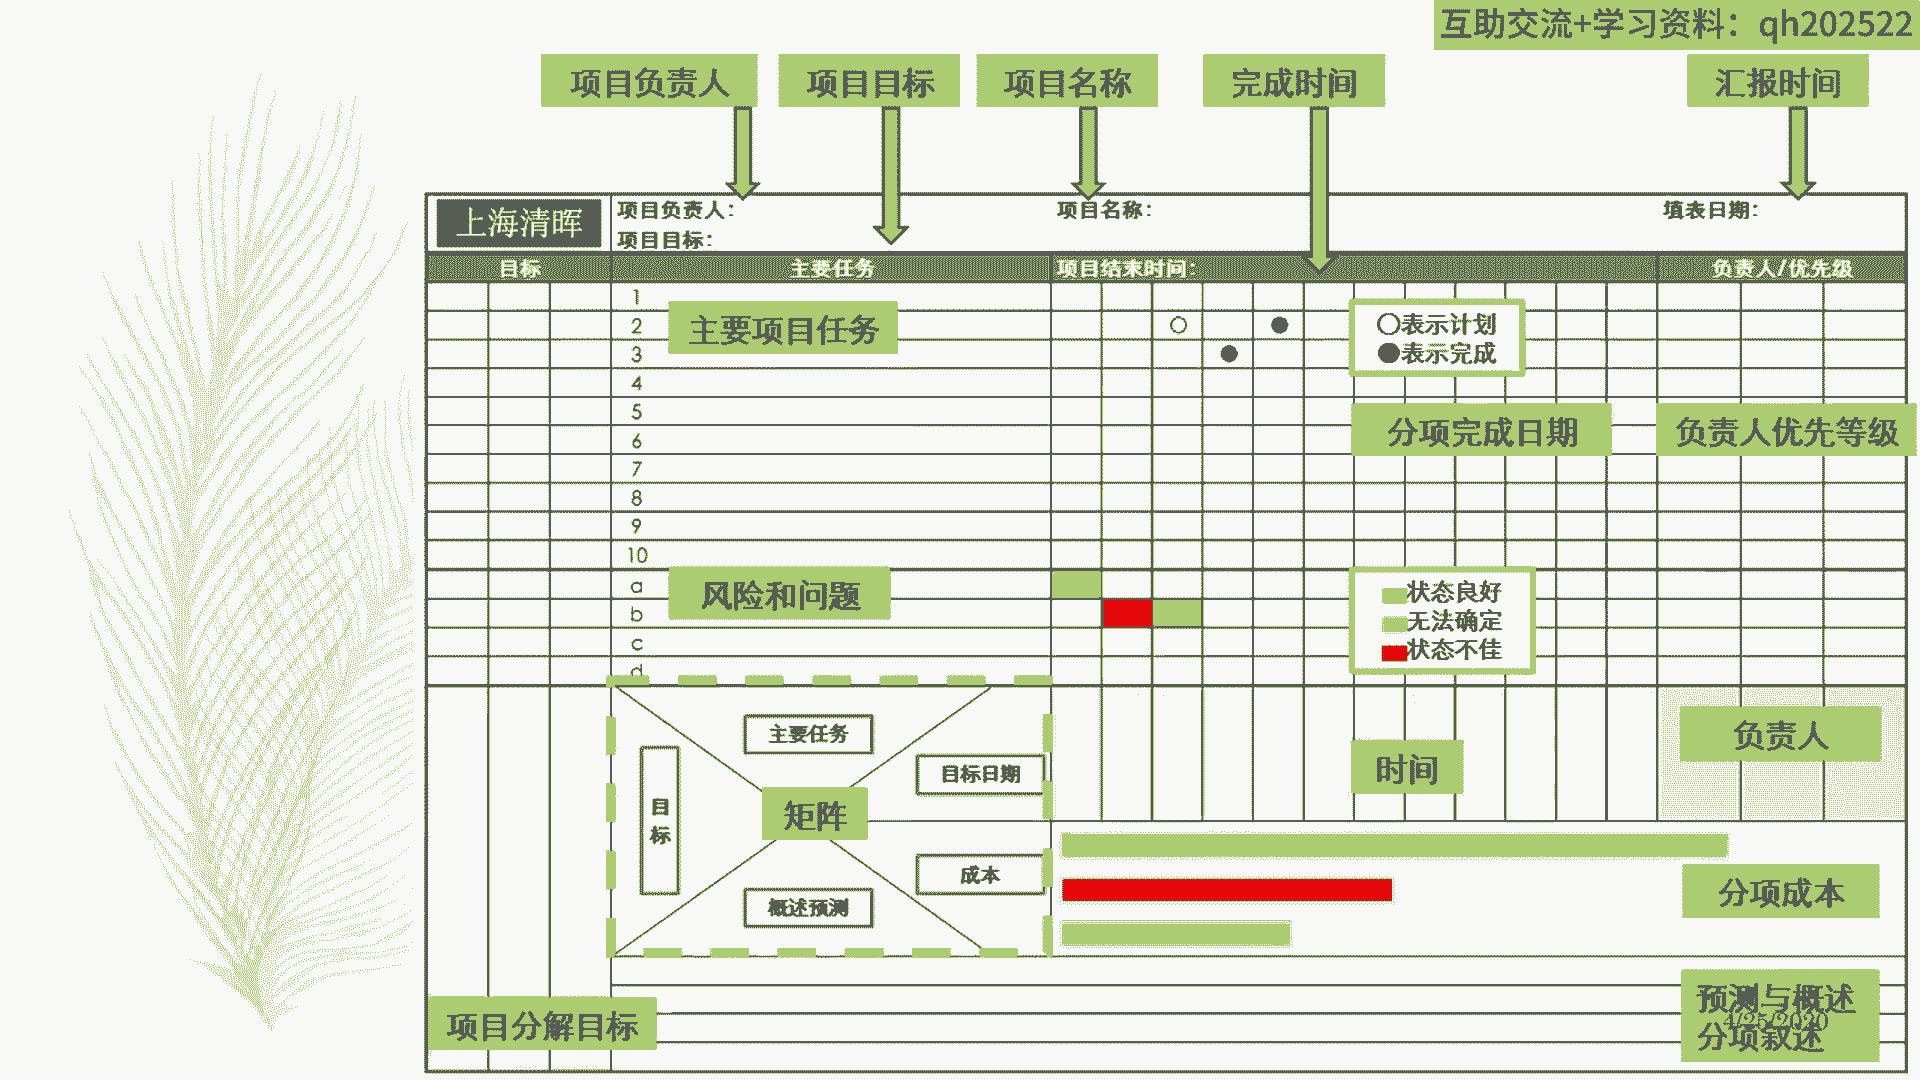 互助交流+学习资料：qh202522
项目负责人
项目目标
项目名称
完成时间
汇报时间
上海清晖
项目负责人：
项目名称：
填表日期：
项目目标：
目标
主要任务
项目结束时间：
负责人/优先级
1
2
3
4
5
6
7
8
9
10
a
b
c
d
主要项目任务
○表示计划
●表示完成
分项完成日期
负责人优先等级
风险和问题
状态良好
无法确定
状态不佳
主要任务
目标日期
目标
矩阵
成本
概述预测
时间
负责人
分项成本
项目分解目标
预测与概述
4/25/2020
分项叙述